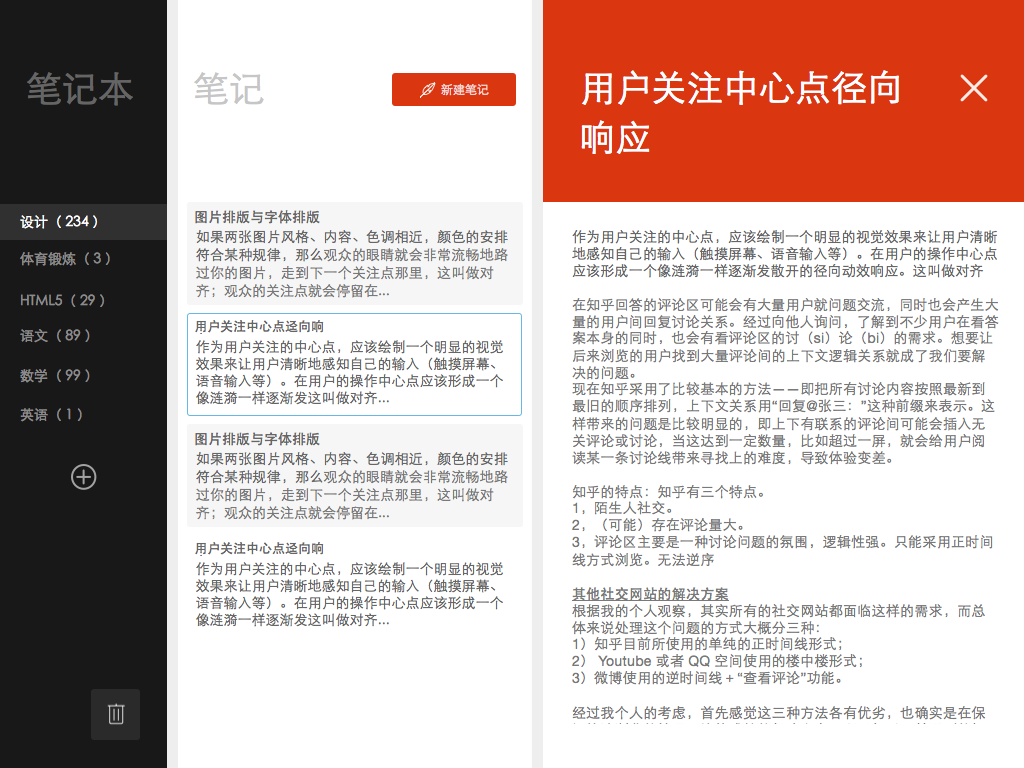 笔记本
设计（234）
体育锻炼（3）
HTML5（29）
语文（89）
数学（99）
英语（1）
笔记
新建笔记
图片排版与字体排版
如果两张图片风格、内容、色调相近，颜色的安排
符合某种规律，那么观众的眼睛就会非常流畅地路
过你的图片，走到下一个关注点那里，这叫做对
齐；观众的关注点就会停留在...
用户关注中心点迳向响
作为用户关注的中心点，应该绘制一个明显的视觉
效果来让用户清晰地感知自己的输入（触摸屏幕、
语音输入等）。在用户的操作中心点应该形成一个
像涟漪一样逐渐发这叫做对齐...
图片排版与字体排版
如果两张图片风格、内容、色调相近，颜色的安排
符合某种规律，那么观众的眼睛就会非常流畅地路
过你的图片，走到下一个关注点那里，这叫做对
齐；观众的关注点就会停留在...
用户关注中心点迳向响
作为用户关注的中心点，应该绘制一个明显的视觉
效果来让用户清晰地感知自己的输入（触摸屏幕、
语音输入等）。在用户的操作中心点应该形成一个
像涟漪一样逐渐发这叫做对齐...
用户关注中心点径向
响应
作为用户关注的中心点，应该绘制一个明显的视觉效果来让用户清晰
地感知自己的输入（触摸屏幕、语音输入等）。在用户的操作中心点
应该形成一个像涟漪一样逐渐发散开的径向动效响应。这叫做对齐
在知乎回答的评论区可能会有大量用户就问题交流，同时也会产生大
量的用户间回复讨论关系。经过向他人询问，了解到不少用户在看答
案本身的同时，也会有看评论区的讨（si）论（bi）的需求。想要让
后来浏览的用户找到大量评论间的上下文逻辑关系就成了我们要解
决的问题。
现在知乎采用了比较基本的方法——即把所有讨论内容按照最新到
最旧的顺序排列，上下文关系用“回复@张三：”这种前缀来表示。这
样带来的问题是比较明显的，即上下有联系的评论间可能会插入无
关评论或讨论，当这达到一定数量，比如超过一屏，就会给用户阅
读某一条讨论线带来寻找上的难度，导致体验变差。
知乎的特点：知乎有三个特点。
1，陌生人社交。
2，（可能）存在评论量大。
3，评论区主要是一种讨论问题的氛围，逻辑性强。只能采用正时间
线方式浏览。无法逆序
其他社交网站的解决方案
根据我的个人观察，其实所有的社交网站都面临这样的需求，而总
体来说处理这个问题的方式大概分三种：
1）知乎目前所使用的单纯的正时间线形式；
2） Youtube 或者 QQ 空间使用的楼中楼形式；
3）微博使用的逆时间线＋“查看评论”功能。
经过我个人的考虑，首先感觉这三种方法各有优劣，也确实是在保